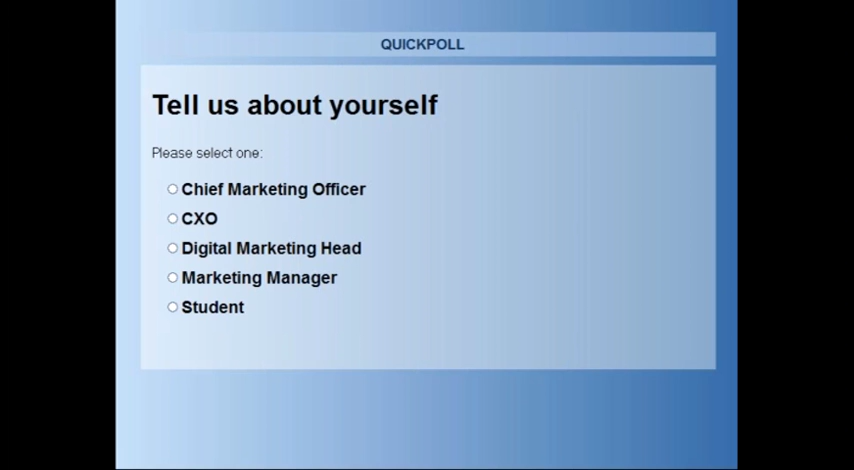 QUICKPOLL
Tell us about yourself
Please select one:
Chief Marketing Officer
CXO
Digital Marketing Head
Marketing Manager
Student